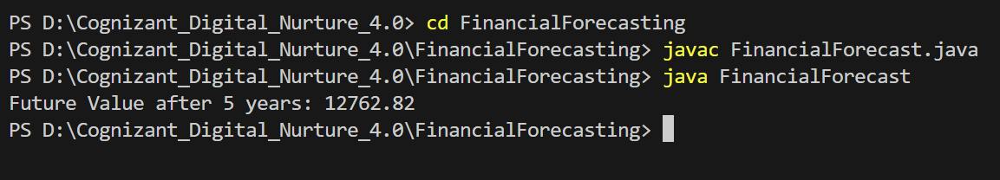 PS D:\Cognizant_Digital_Nurture_4.0> cd FinancialForecasting
PS D:\Cognizant_Digital_Nurture_4.0\FinancialForecasting> javac FinancialForecast.java
PS D:\Cognizant_Digital_Nurture_4.0\FinancialForecasting> java FinancialForecast
Future Value after 5 years: 12762.82
PS D:\Cognizant_Digital_Nurture_4.0\FinancialForecasting>